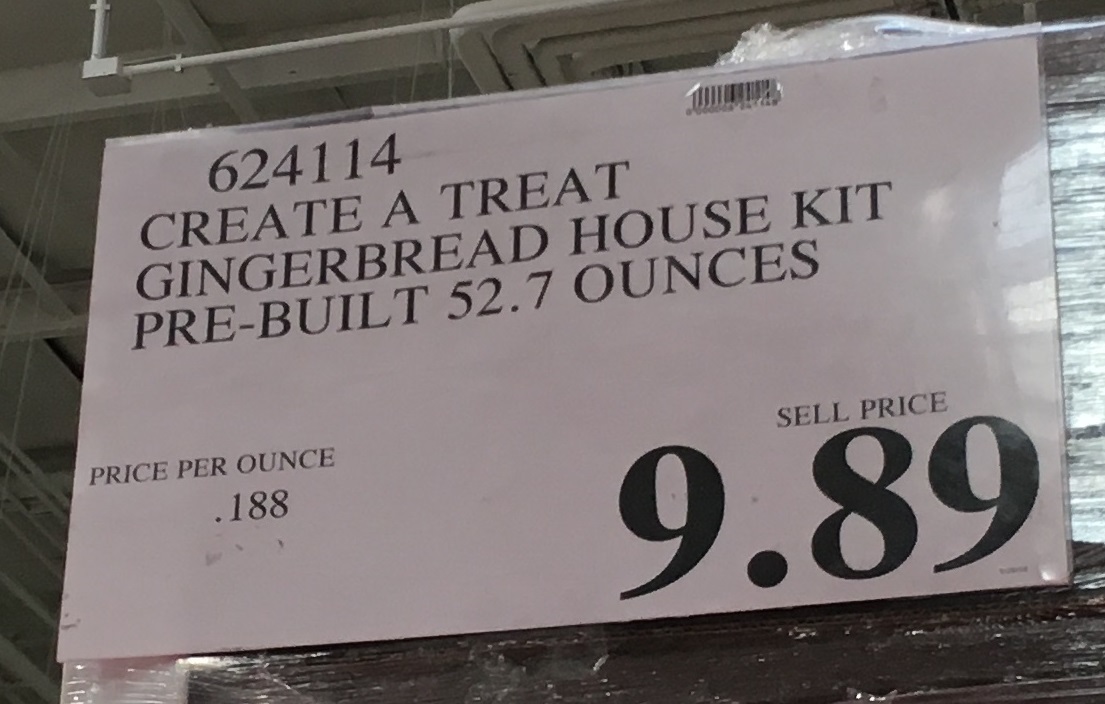 624114
CREATE A TREAT
GINGERBREAD HOUSE KIT
PRE-BUILT 52.7 OUNCES
SELL PRICE
PRICE PER OUNCE
.188
9.89